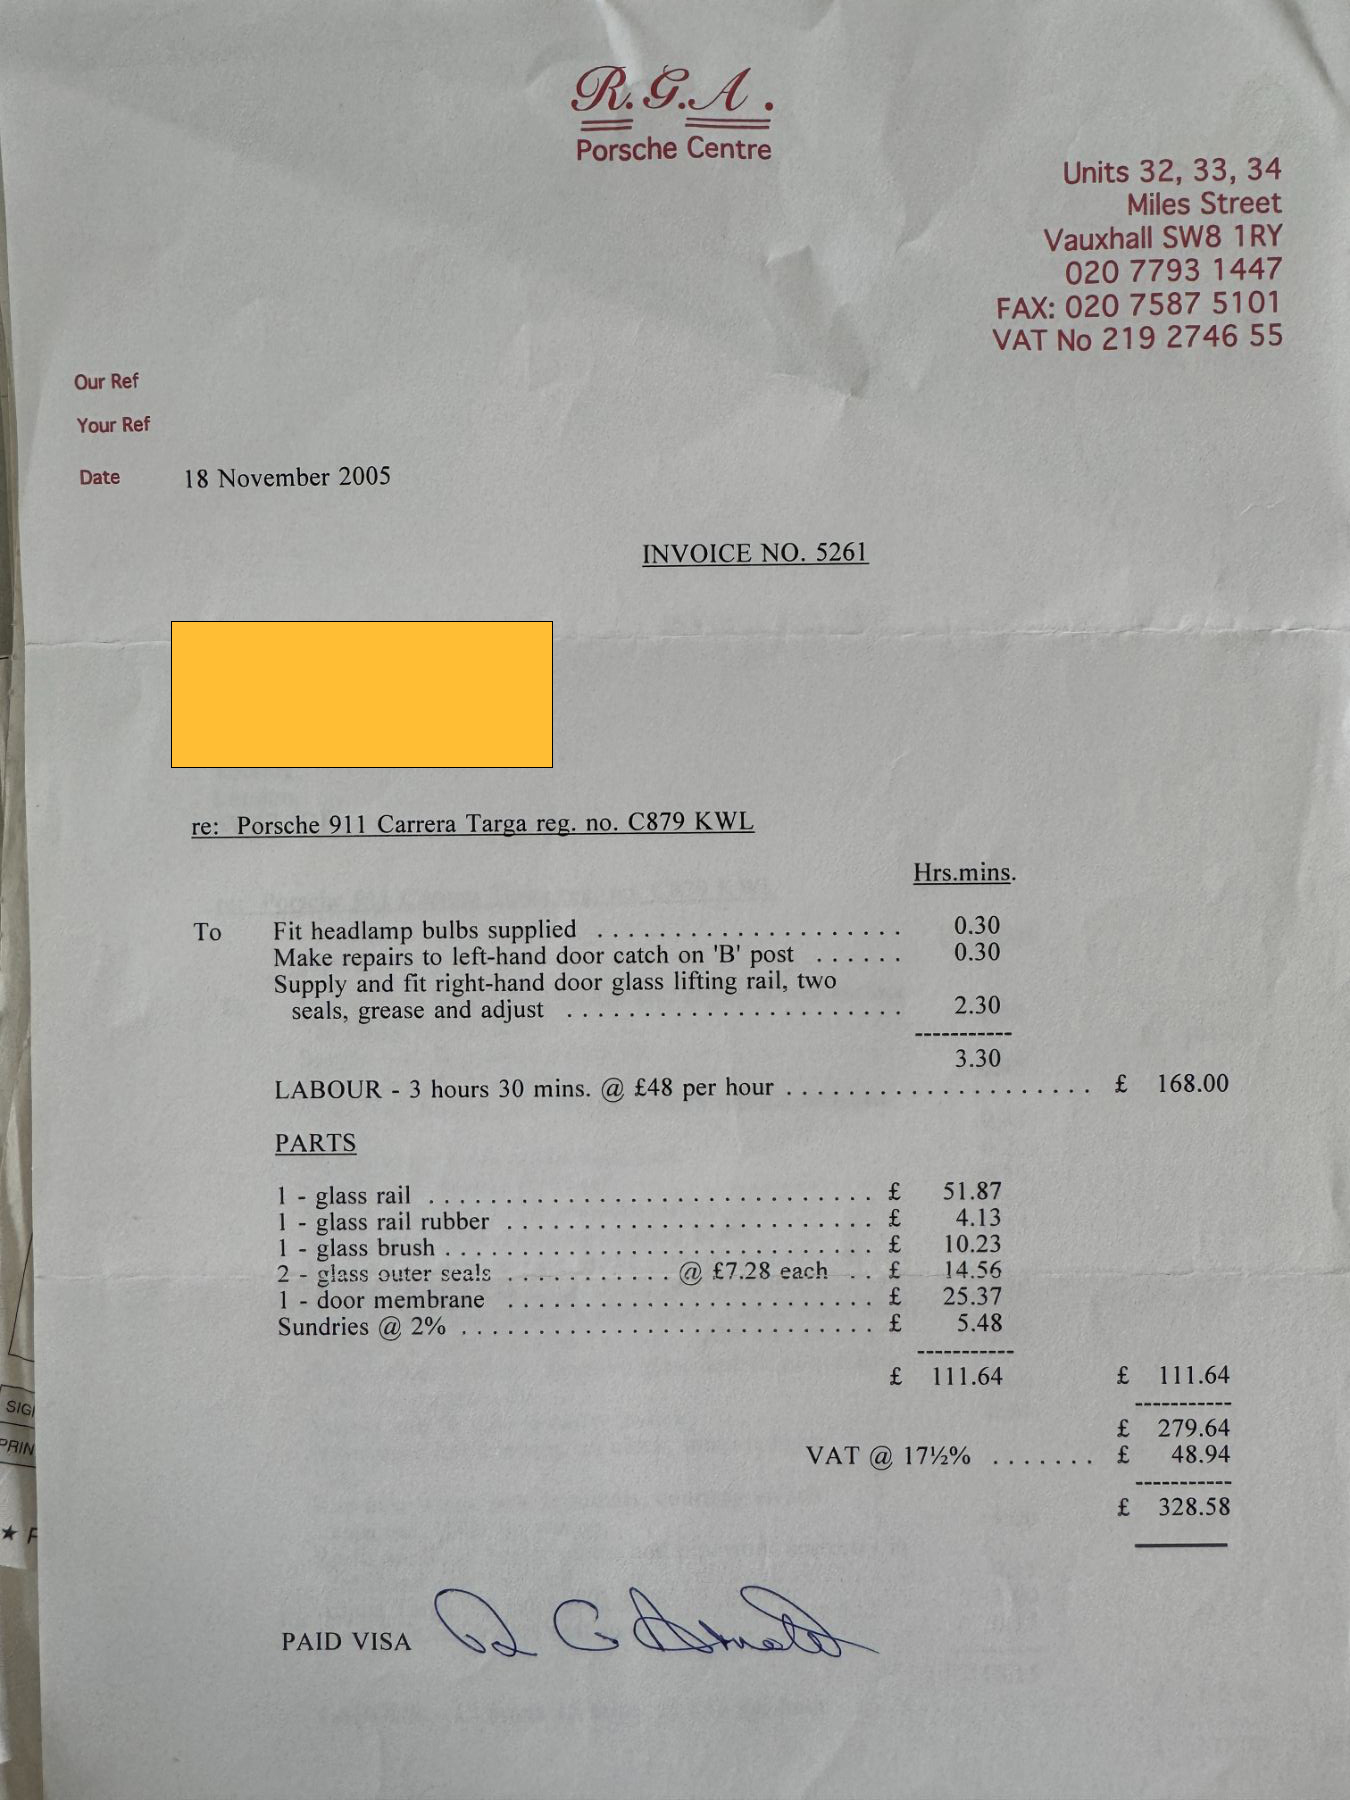 R.G.A.
Porsche Centre
Units 32, 33, 34
Miles Street
Vauxhall SW8 1RY
020 7793 1447
FAX: 020 7587 5101
VAT No 219 2746 55
Our Ref
Your Ref
Date 18 November 2005
INVOICE NO. 5261
re: Porsche 911 Carrera Targa reg. no. C879 KWL
Hrs.mins.
To Fit headlamp bulbs supplied .................... 0.30
Make repairs to left-hand door catch on 'B' post ...... 0.30
Supply and fit right-hand door glass lifting rail, two
seals, grease and adjust ...................... 2.30
-----------
3.30
LABOUR - 3 hours 30 mins. @ £48 per hour .................... £ 168.00
PARTS
1 - glass rail ............................. £ 51.87
1 - glass rail rubber ........................ £ 4.13
1 - glass brush ............................ £ 10.23
2 - glass outer seals ............ @ £7.28 each .. £ 14.56
1 - door membrane ........................ £ 25.37
Sundries @ 2% ........................... £ 5.48
-----------
£ 111.64 £ 111.64
-----------
£ 279.64
VAT @ 17½% ....... £ 48.94
-----------
£ 328.58
PAID VISA
SIG
PRIN
★ F